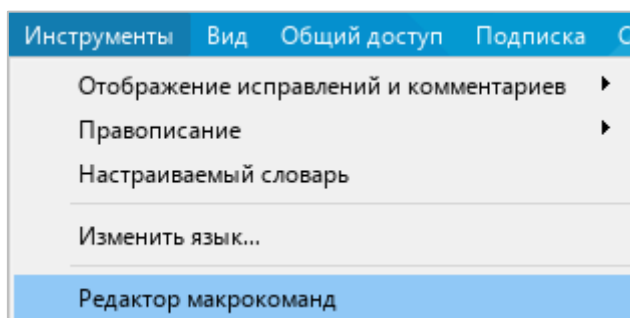 Инструменты Вид Общий доступ Подписка
Отображение исправлений и комментариев
Правописание
Настраиваемый словарь
Изменить язык...
Редактор макрокоманд